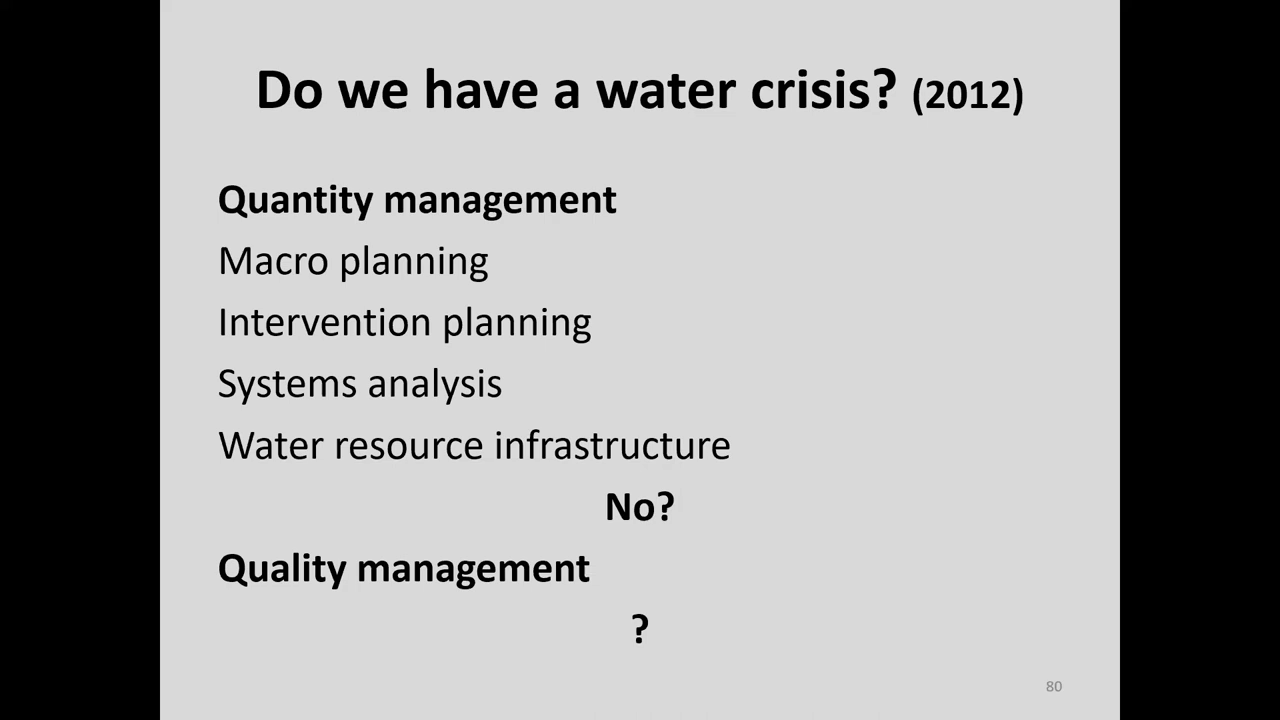 Do we have a water crisis? (2012)
Quantity management
Macro planning
Intervention planning
Systems analysis
Water resource infrastructure
No?
Quality management
?
80